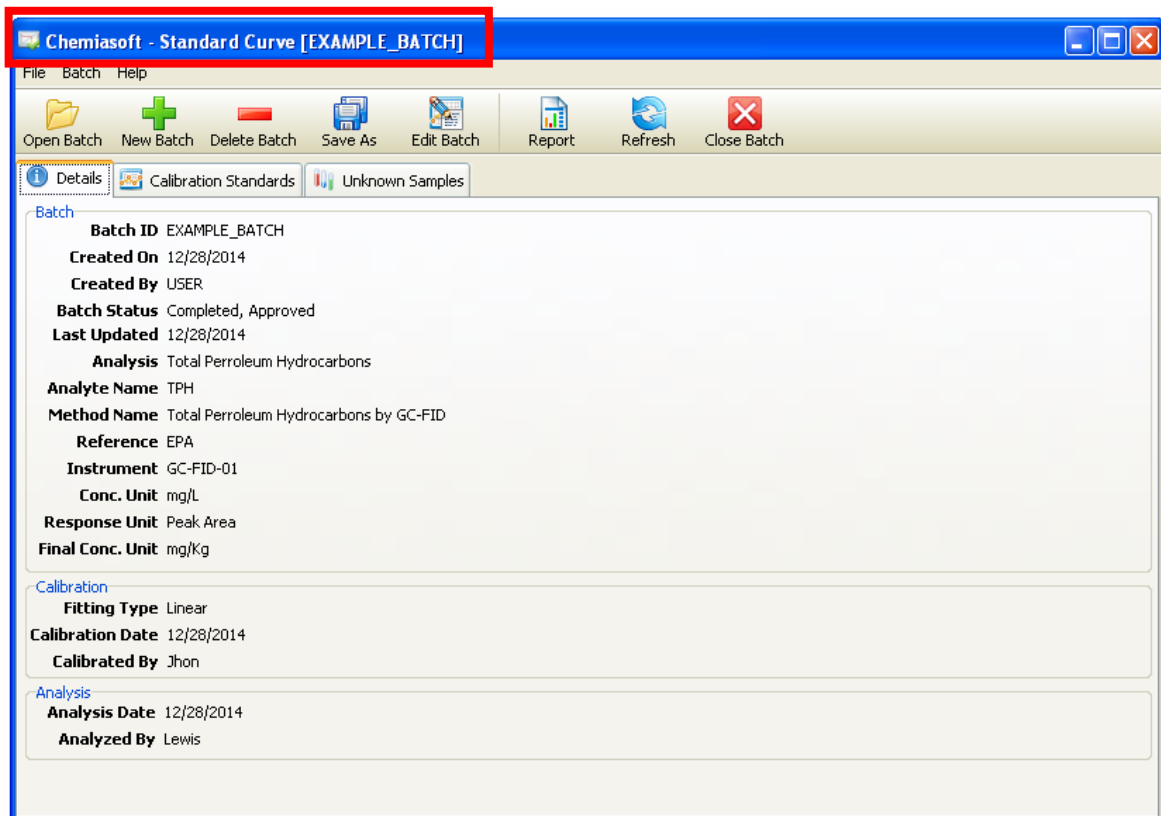 Chemiasoft - Standard Curve [EXAMPLE_BATCH]
File Batch Help
Open Batch New Batch Delete Batch Save As Edit Batch Report Refresh Close Batch
Details Calibration Standards Unknown Samples
Batch
Batch ID EXAMPLE_BATCH
Created On 12/28/2014
Created By USER
Batch Status Completed, Approved
Last Updated 12/28/2014
Analysis Total Perroleum Hydrocarbons
Analyte Name TPH
Method Name Total Perroleum Hydrocarbons by GC-FID
Reference EPA
Instrument GC-FID-01
Conc. Unit mg/L
Response Unit Peak Area
Final Conc. Unit mg/Kg
Calibration
Fitting Type Linear
Calibration Date 12/28/2014
Calibrated By Jhon
Analysis
Analysis Date 12/28/2014
Analyzed By Lewis